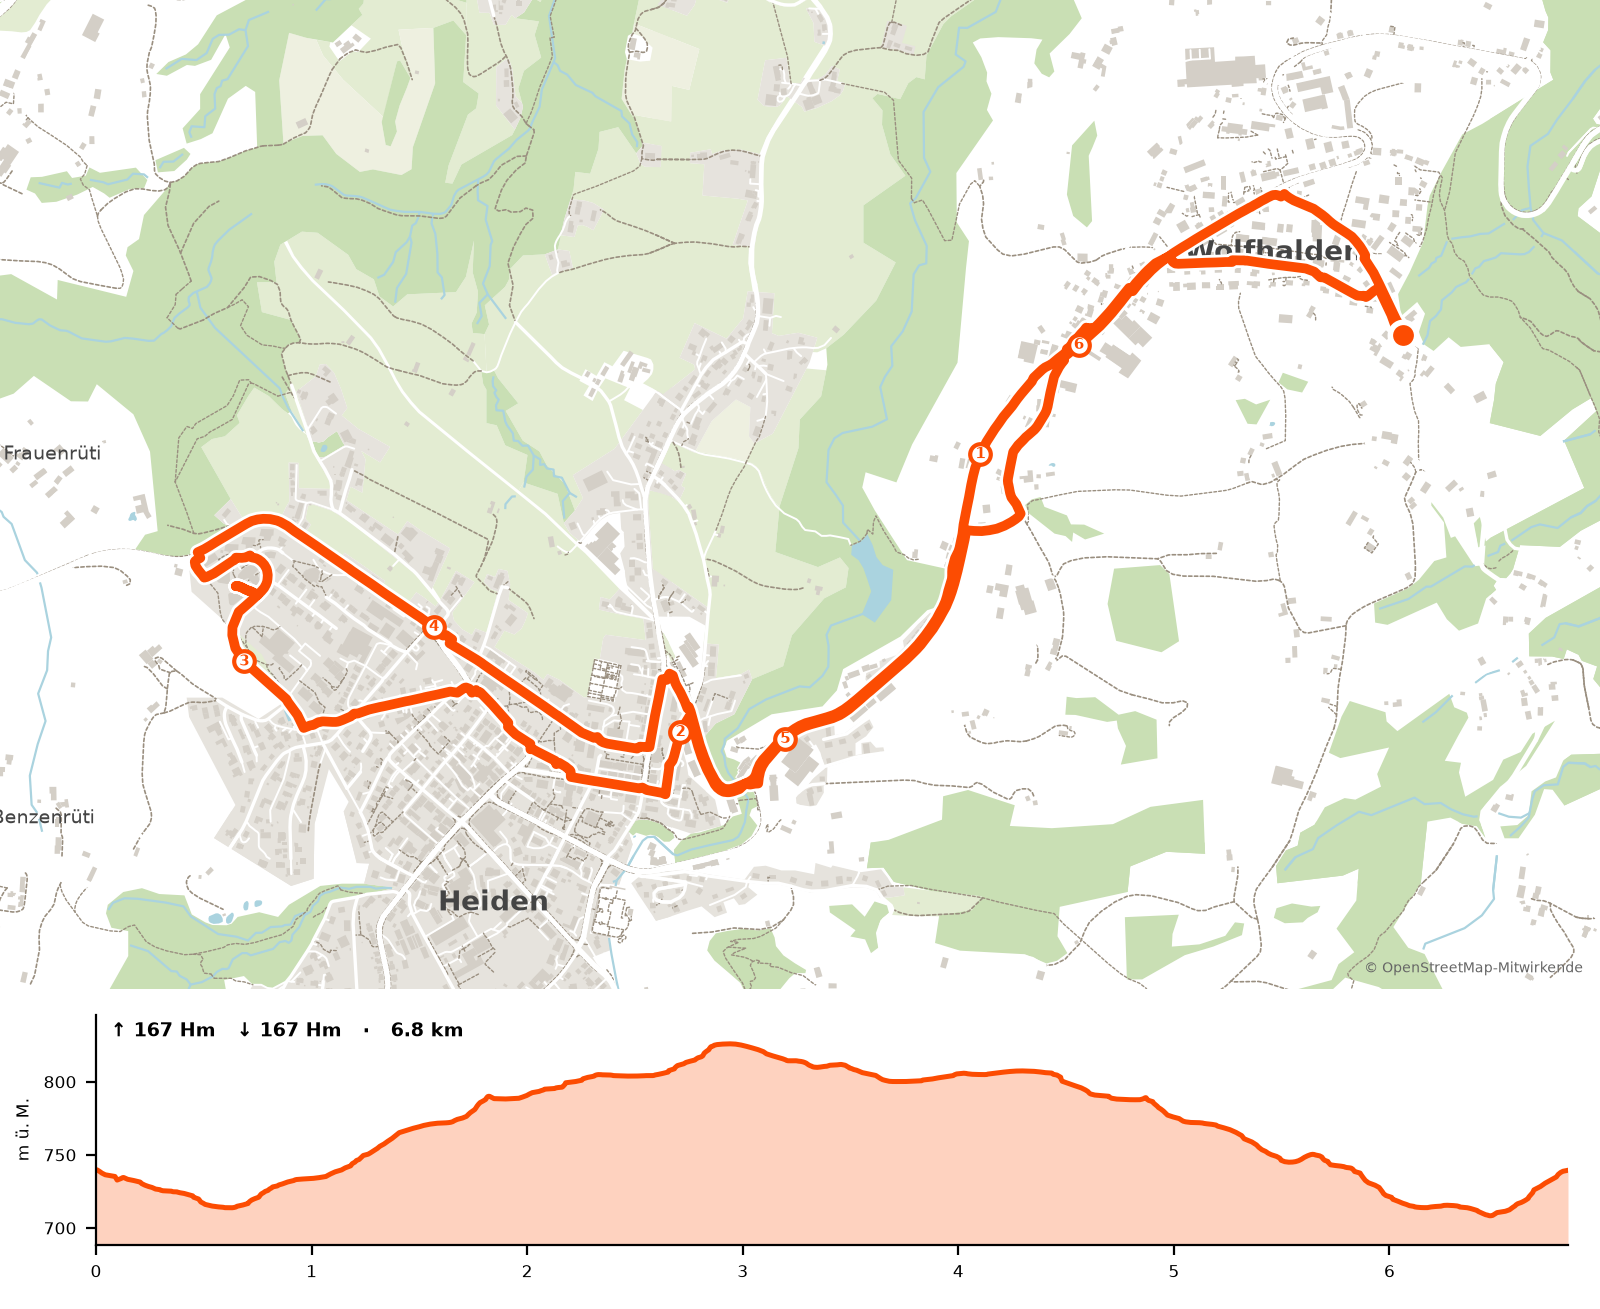 Wolfhalden
6
Frauenrüti
1
4
3
2
5
Benzenrüti
Heiden
© OpenStreetMap-Mitwirkende
↑ 167 Hm ↓ 167 Hm · 6.8 km
m ü. M.
800
750
700
0 1 2 3 4 5 6